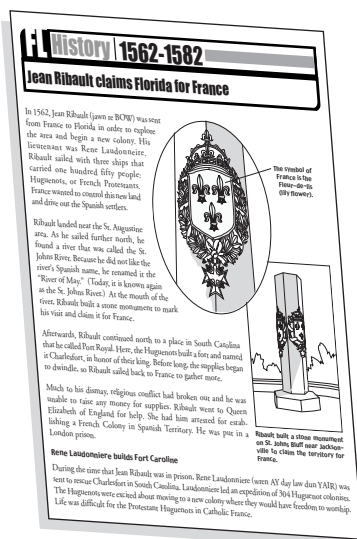 FL History 1562-1582
Jean Ribault claims Florida for France
In 1562, Jean Ribault (jawn re BOW) was sent
from France to Florida in order to explore
the area and begin a new colony. His
lieutenant was Rene Laudonneire.
Ribault sailed with three ships that
carried one hundred fifty people;
Huguenots, or French Protestants.
France wanted to control this new land
and drive out the Spanish settlers.
Ribault landed near the St. Augustine
area. As he sailed further north, he
found a river that was called the St.
Johns River. Because he did not like the
river's Spanish name, he renamed it the
"River of May." (Today, it is known again
as the St. Johns River.) At the mouth of the
river, Ribault built a stone monument to mark
his visit and claim it for France.
The symbol of
France is the
Fleur-de-lis
(lily flower).
Afterwards, Ribault continued north to a place in South Carolina
that he called Port Royal. Here, the Huguenots built a fort and named
it Charlesfort, in honor of their king. Before long, the supplies began
to dwindle, so Ribault sailed back to France to gather more.
Much to his dismay, religious conflict had broken out and he was
unable to raise any money for supplies. Ribault went to Queen
Elizabeth of England for help. She had him arrested for estab-
lishing a French Colony in Spanish Territory. He was put in a
London prison.
Ribault built a stone monument
on St. Johns Bluff near Jackson-
ville to claim the territory for
France.
Rene Laudonniere builds Fort Caroline
During the time that Jean Ribault was in prison, Rene Laudonniere (wren AY day lawn dun YAIR) was
sent to rescue Charlesfort in South Carolina. Laudonniere led an expedition of 304 Huguenot colonists.
The Huguenots were excited about moving to a new colony where they would have freedom to worship.
Life was difficult for the Protestant Huguenots in Catholic France.